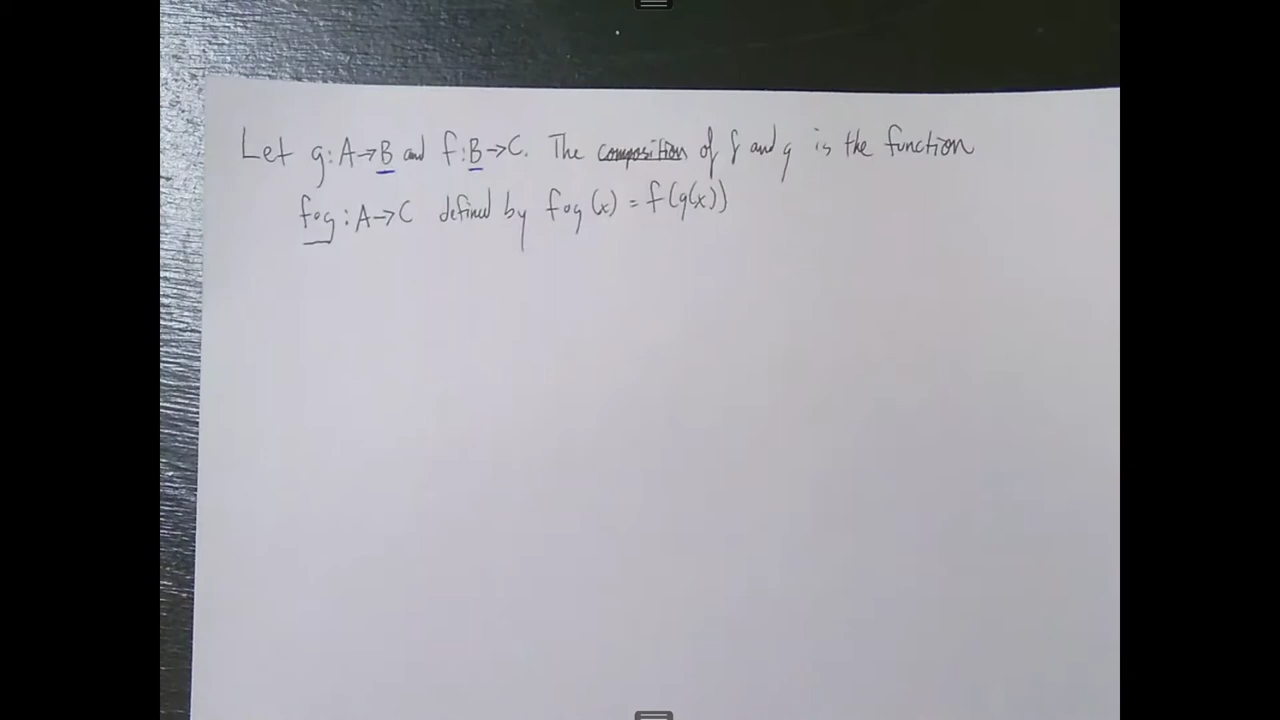 Let g: A→B and f: B→C. The composition of f and g is the function
f∘g : A→C defined by f∘g (x) = f(g(x))